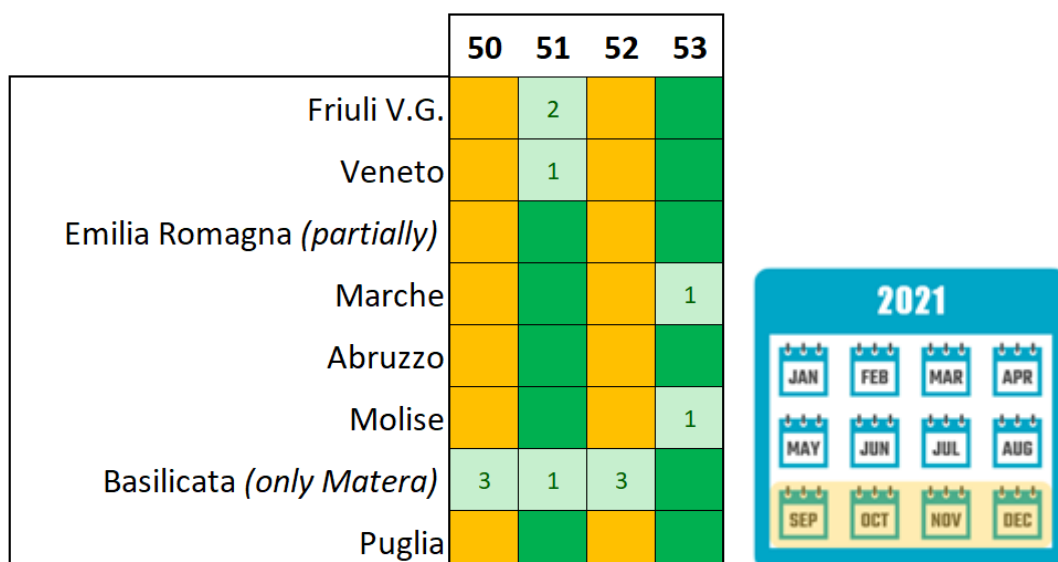 50 51 52 53
Friuli V.G. 2
Veneto 1
Emilia Romagna (partially)
Marche 1
Abruzzo
Molise 1
Basilicata (only Matera) 3 1 3
Puglia
2021
JAN FEB MAR APR
MAY JUN JUL AUG
SEP OCT NOV DEC